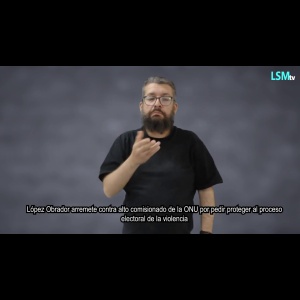 LSMtv
López Obrador arremete contra alto comisionado de la ONU por pedir proteger al proceso
electoral de la violencia